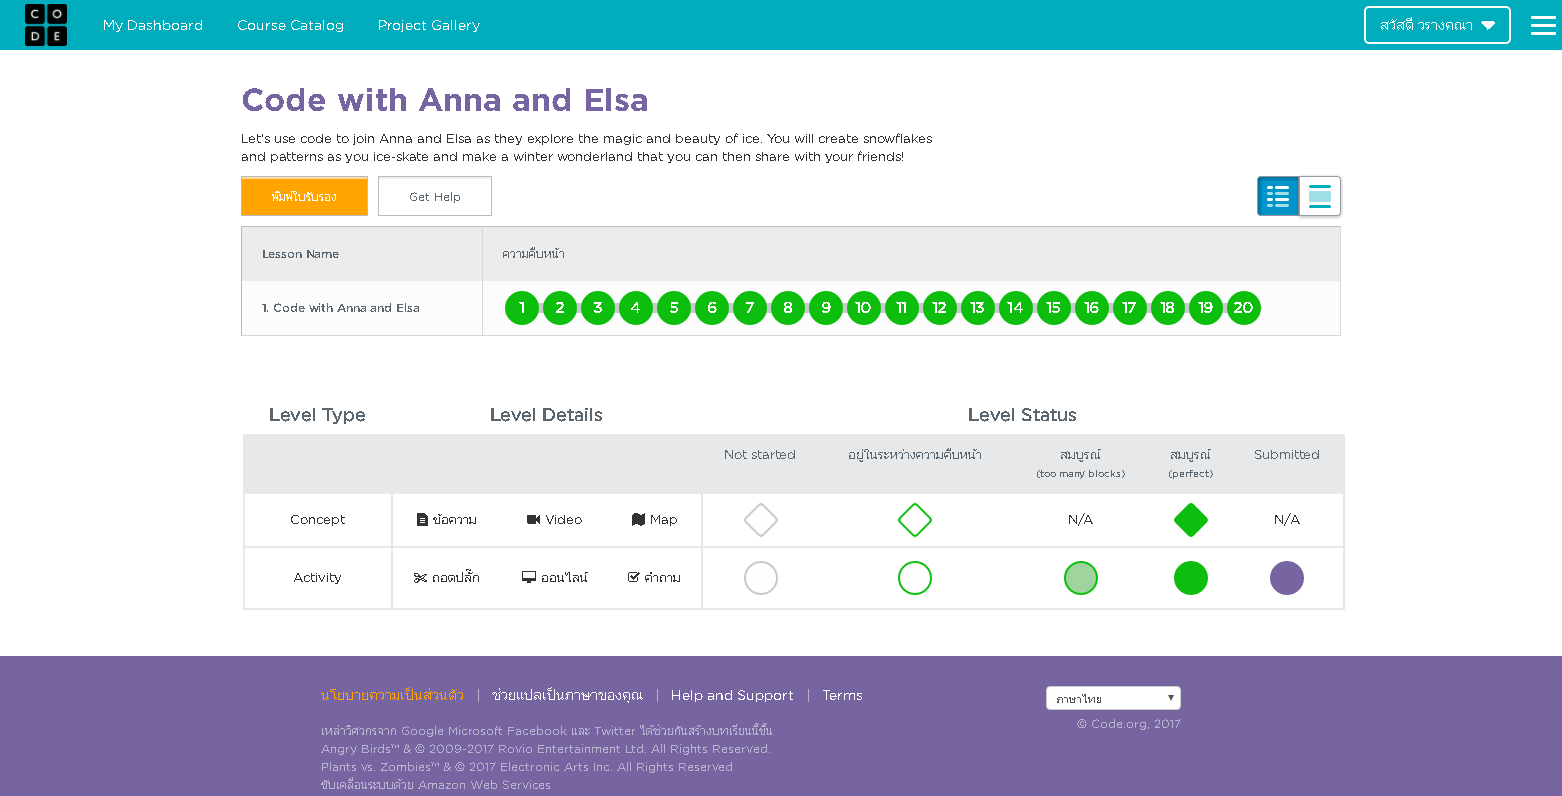 CODE
My Dashboard Course Catalog Project Gallery สวัสดี วรางคณา
Code with Anna and Elsa
Let's use code to join Anna and Elsa as they explore the magic and beauty of ice. You will create snowflakes
and patterns as you ice-skate and make a winter wonderland that you can then share with your friends!
พิมพ์ใบรับรอง Get Help
Lesson Name ความคืบหน้า
1. Code with Anna and Elsa 1 2 3 4 5 6 7 8 9 10 11 12 13 14 15 16 17 18 19 20
Level Type Level Details Level Status
Not started อยู่ในระหว่างความคืบหน้า สมบูรณ์ สมบูรณ์ Submitted
(too many blocks) (perfect)
Concept ข้อความ Video Map N/A N/A
Activity ถอดปลั๊ก ออนไลน์ คำถาม
นโยบายความเป็นส่วนตัว | ช่วยแปลเป็นภาษาของคุณ | Help and Support | Terms ภาษาไทย
© Code.org, 2017
เหล่าวิศวกรจาก Google Microsoft Facebook และ Twitter ได้ช่วยกันสร้างบทเรียนนี้ขึ้น
Angry Birds™ & © 2009-2017 Rovio Entertainment Ltd. All Rights Reserved.
Plants vs. Zombies™ & © 2017 Electronic Arts Inc. All Rights Reserved
ขับเคลื่อนระบบด้วย Amazon Web Services